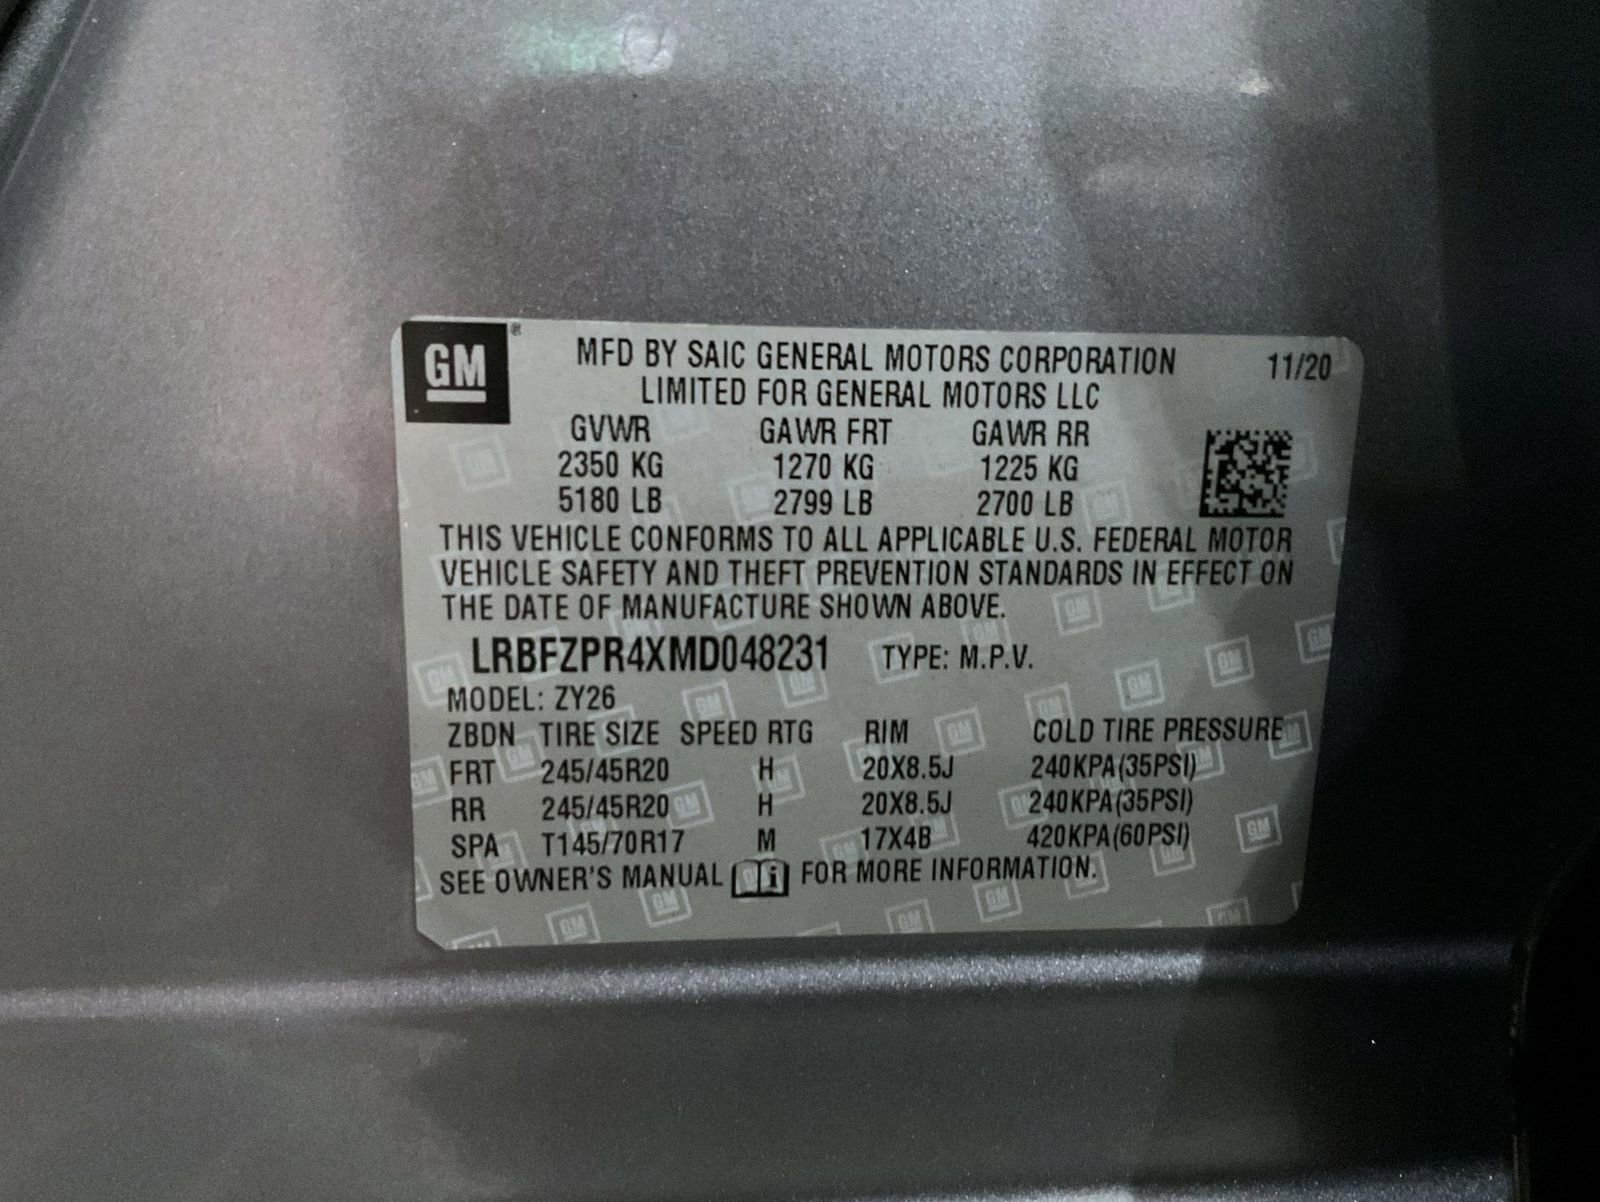 GM ®
MFD BY SAIC GENERAL MOTORS CORPORATION 11/20
LIMITED FOR GENERAL MOTORS LLC
GVWR GAWR FRT GAWR RR
2350 KG 1270 KG 1225 KG
5180 LB 2799 LB 2700 LB
THIS VEHICLE CONFORMS TO ALL APPLICABLE U.S. FEDERAL MOTOR
VEHICLE SAFETY AND THEFT PREVENTION STANDARDS IN EFFECT ON
THE DATE OF MANUFACTURE SHOWN ABOVE.
LRBFZPR4XMD048231 TYPE: M.P.V.
MODEL: ZY26
ZBDN TIRE SIZE SPEED RTG RIM COLD TIRE PRESSURE
FRT 245/45R20 H 20X8.5J 240KPA(35PSI)
RR 245/45R20 H 20X8.5J 240KPA(35PSI)
SPA T145/70R17 M 17X4B 420KPA(60PSI)
SEE OWNER'S MANUAL i FOR MORE INFORMATION.